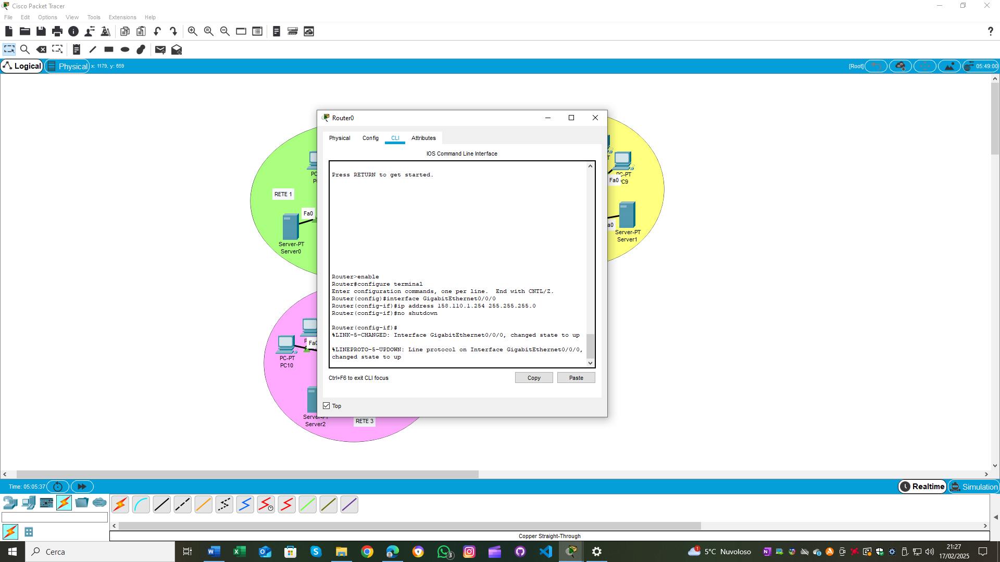 Cisco Packet Tracer
File Edit Options View Tools Extensions Help
Logical Physical x: 1179, y: 659 [Root] 05:49:00
Router0
Physical Config CLI Attributes
IOS Command Line Interface
Press RETURN to get started.
Router>enable
Router#configure terminal
Enter configuration commands, one per line.  End with CNTL/Z.
Router(config)#interface GigabitEthernet0/0/0
Router(config-if)#ip address 158.110.1.254 255.255.255.0
Router(config-if)#no shutdown
Router(config-if)#
%LINK-5-CHANGED: Interface GigabitEthernet0/0/0, changed state to up
%LINEPROTO-5-UPDOWN: Line protocol on Interface GigabitEthernet0/0/0,
changed state to up
Ctrl+F6 to exit CLI focus Copy Paste
Top
RETE 1
Fa0
Server-PT
Server0
PC-PT
PC9
Fa0
Server-PT
Server1
Fa0
PC-PT
PC10
Server-PT
Server2
RETE 3
Time: 05:05:37 Realtime Simulation
Copper Straight-Through
Cerca 3 1 5°C Nuvoloso 21:27
17/02/2025